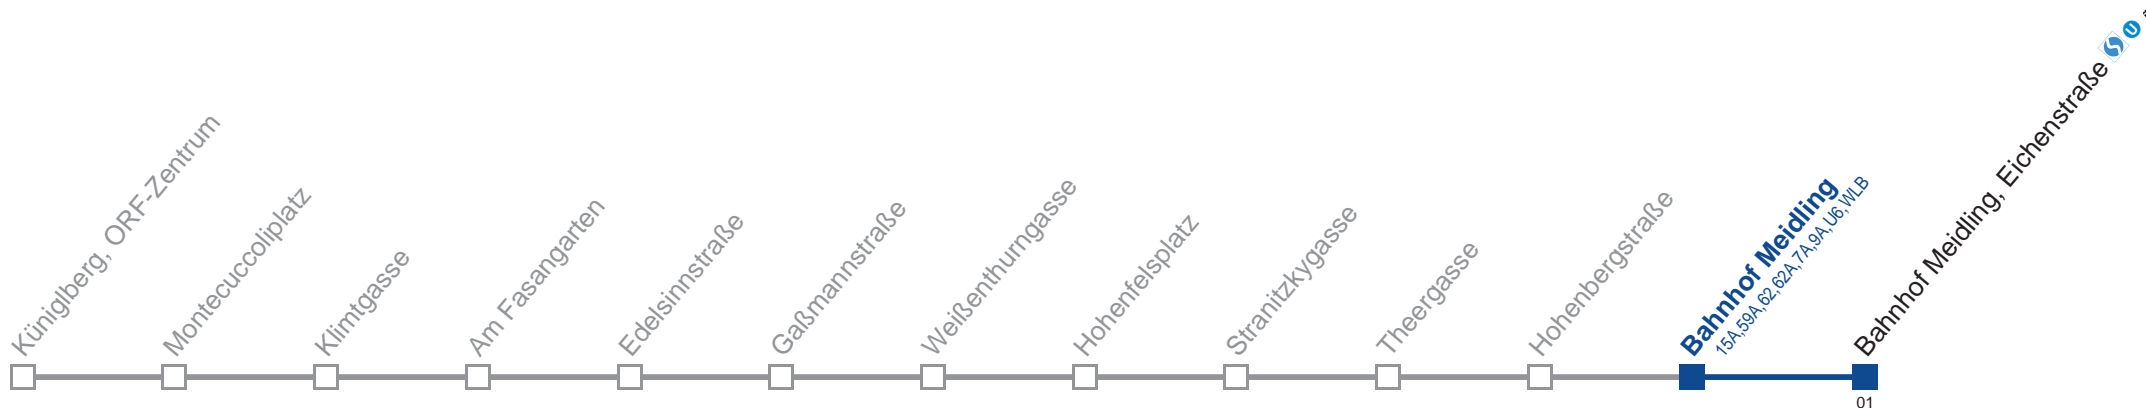 Küniglberg, ORF-Zentrum
Montecuccoliplatz
Klimtgasse
Am Fasangarten
Edelsinnstraße
Gaßmannstraße
Weißenthurngasse
Hohenfelsplatz
Stranitzkygasse
Theergasse
Hohenbergstraße
Bahnhof Meidling
15A,59A,62,62A,7A,9A,U6,WLB
Bahnhof Meidling, Eichenstraße S U
01